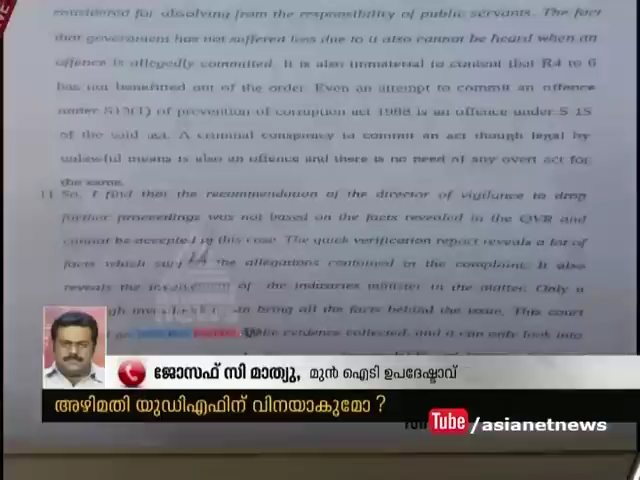 considered for absolving from the responsibility of public servants. The fact
that government has not suffered loss due to it also cannot be heard when an
offence is allegedly committed. It is also immaterial to contend that R4 to 6
has not benefitted out of the order. Even an attempt to commit an offence
under S13(1) of prevention of corruption act 1988 is an offence under S 15
of the said act. A criminal conspiracy to commit an act though legal by
unlawful means is also an offence and there is no need of any overt act for
the same.
11 So, I find that the recommendation of the director of vigilance to drop
further proceedings was not based on the facts revealed in the QVR and
cannot be accepted in this case. The quick verification report reveals a lot of
facts which the allegations contained in the complaint. It also
reveals the of the industries minister in the matter. Only a
bring all the facts behind the issue. This court
evidence collected, and it can only look into
ജോസഫ് സി മാത്യു, മുൻ ഐടി ഉപദേഷ്ടാവ്
അഴിമതി യുഡിഎഫിന് വിനയാകുമോ ?
YouTube /asianetnews